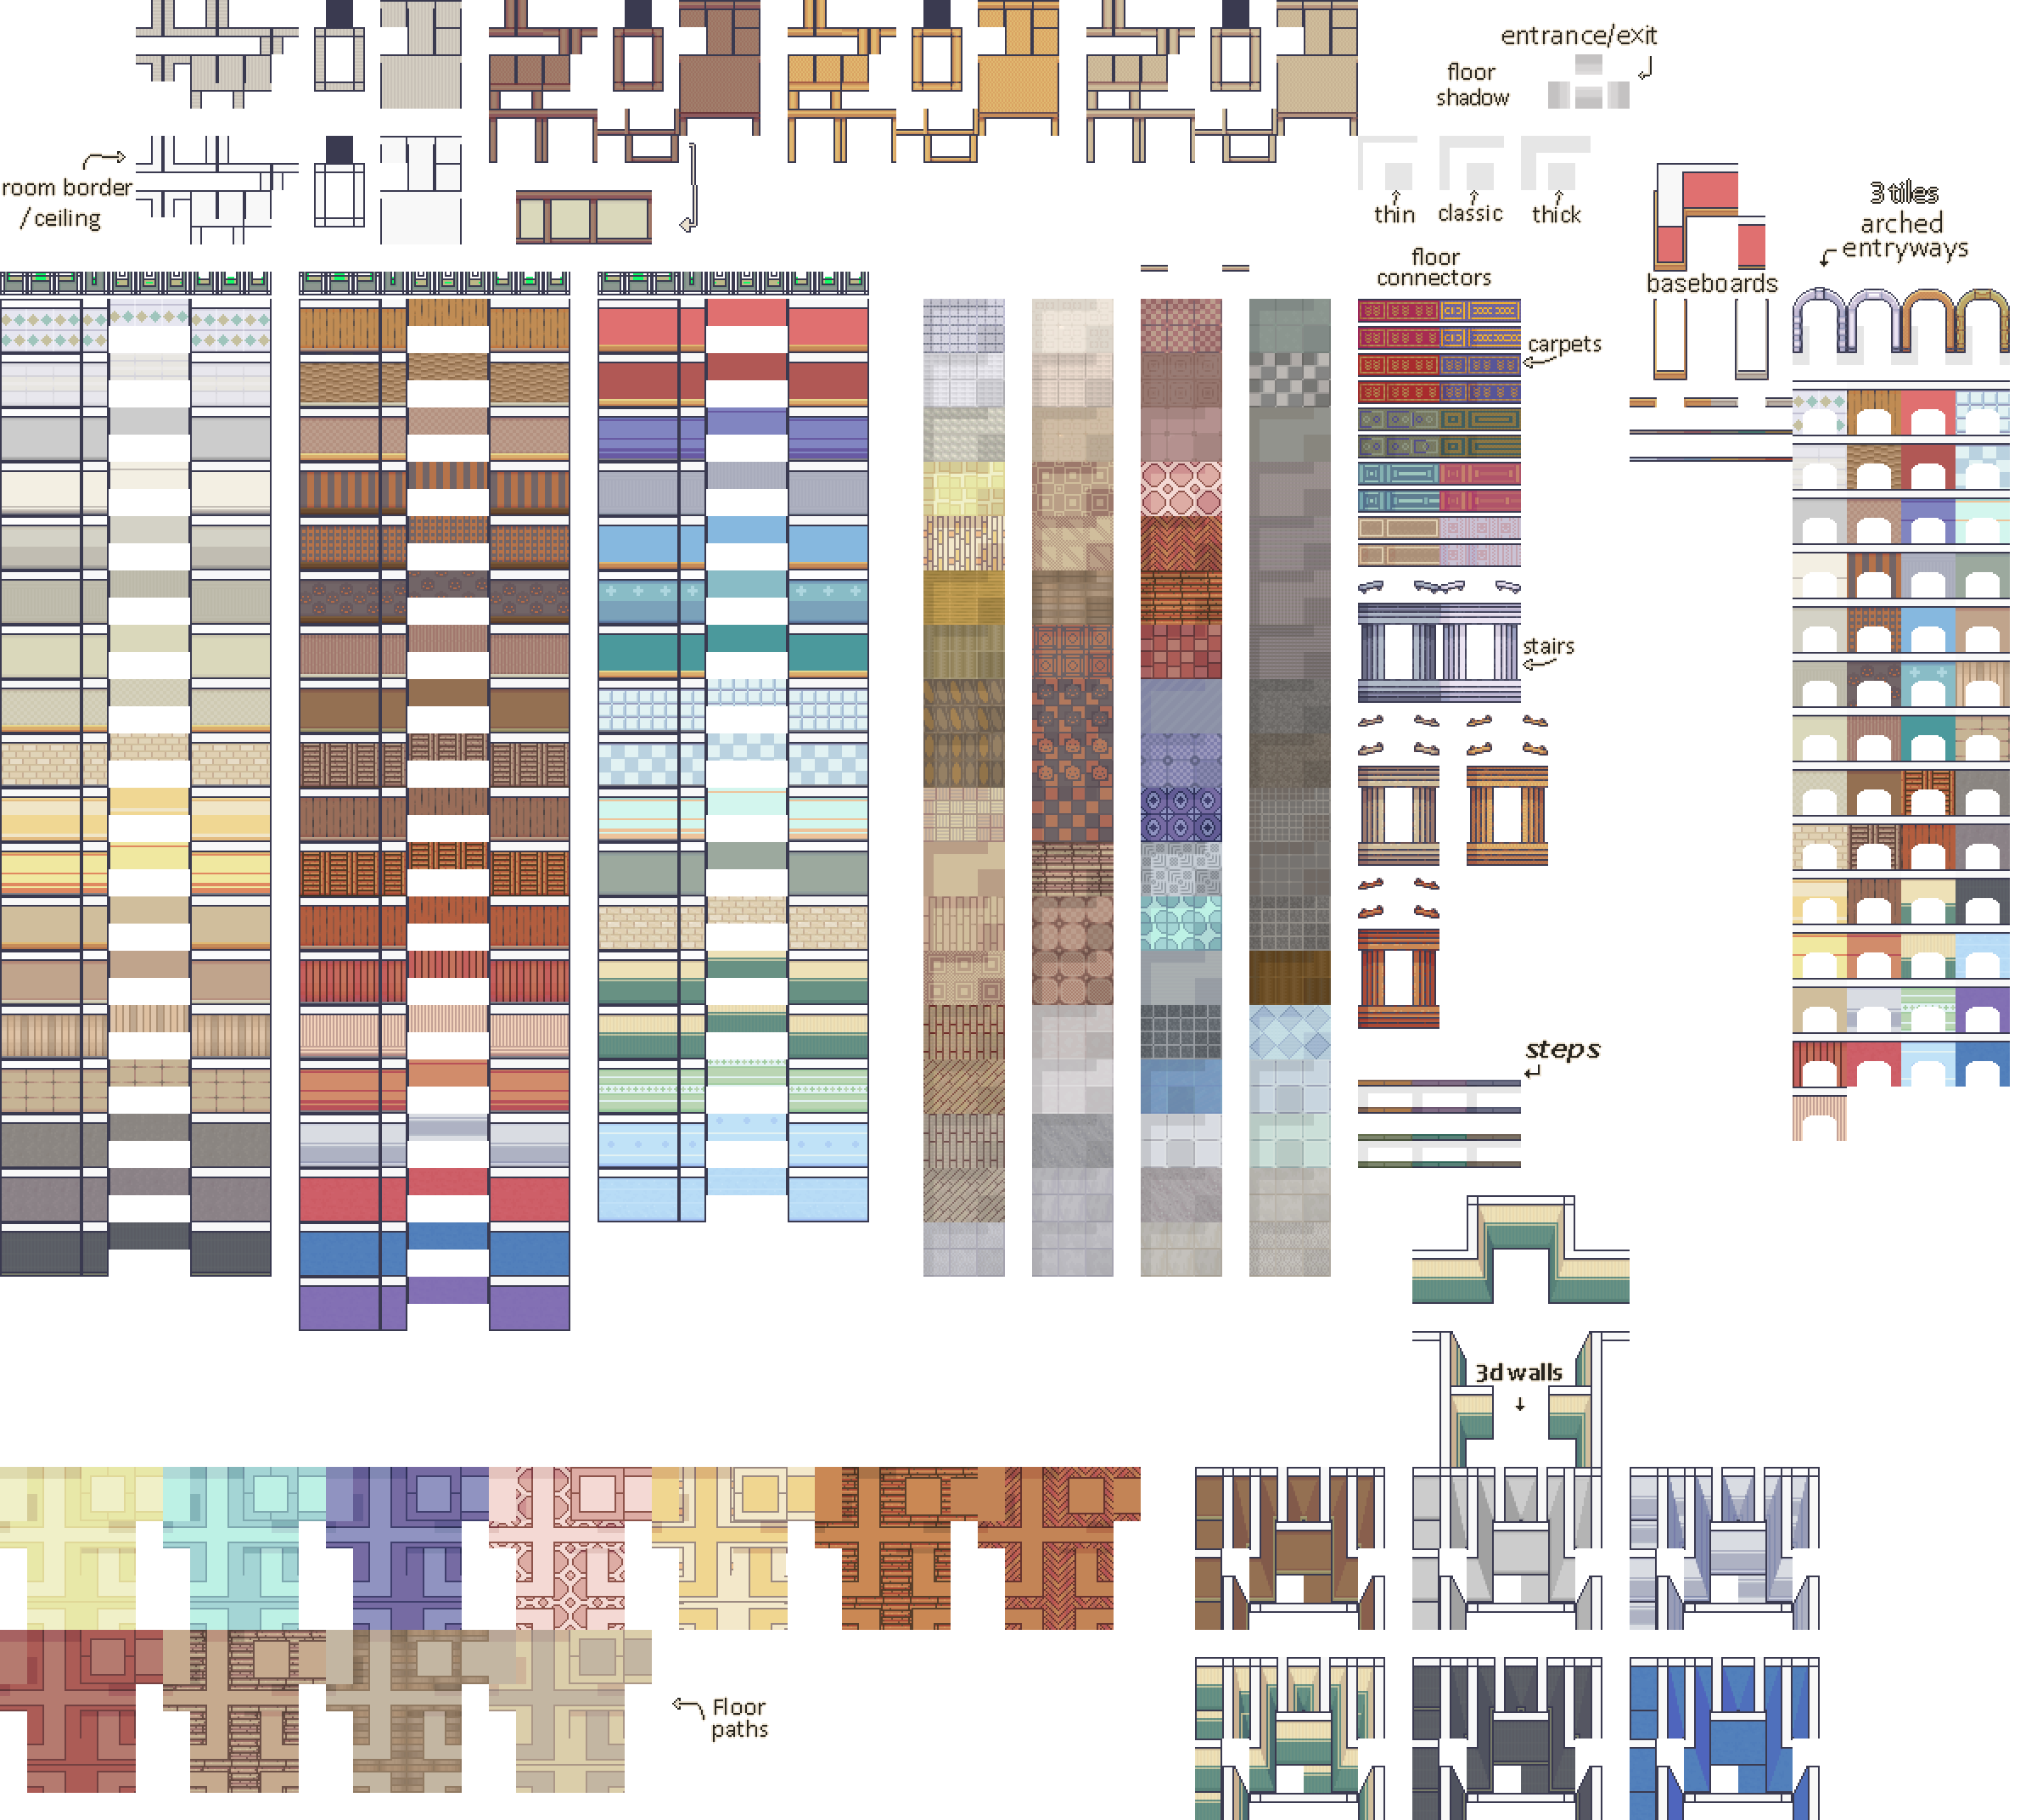 entrance/exit
floor
shadow
room border
/ceiling
thin
classic
thick
3 tiles
arched
entryways
floor
connectors
baseboards
carpets
stairs
steps
3d walls
Floor
paths